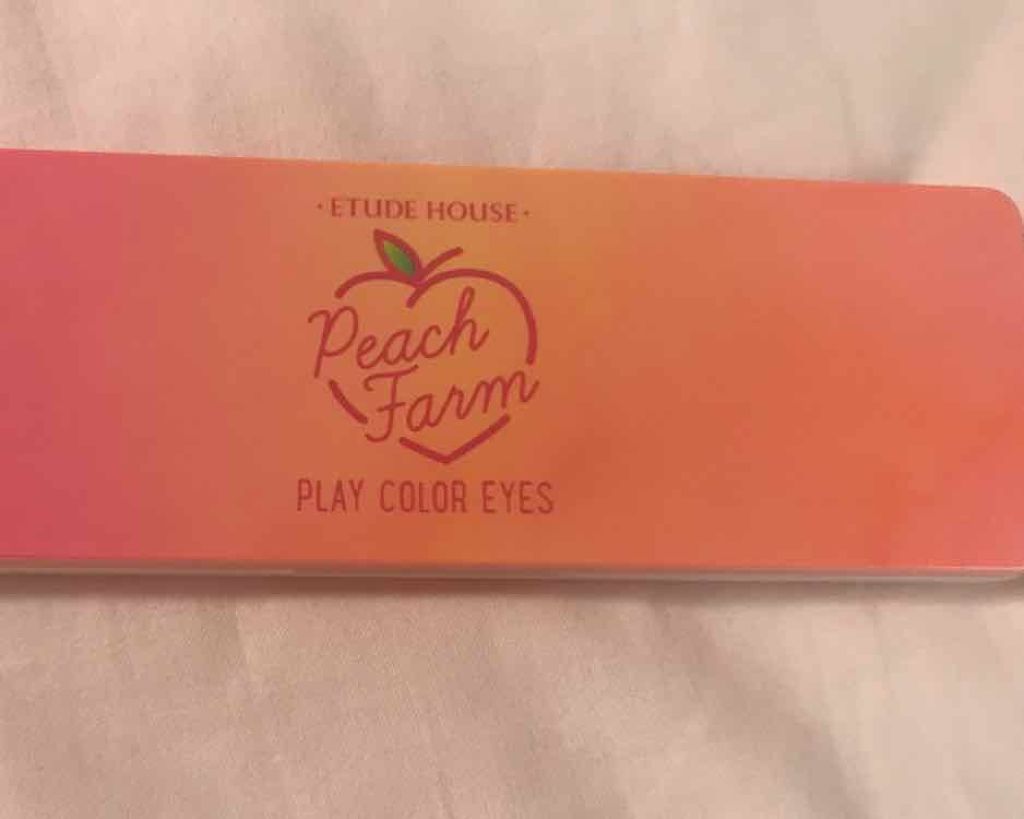 · ETUDE HOUSE ·
Peach
Farm
PLAY COLOR EYES